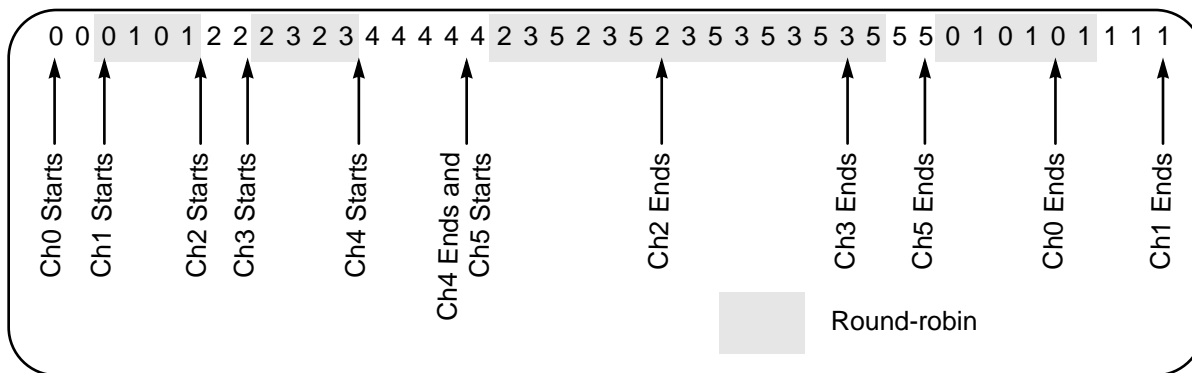 0 0 0 1 0 1 2 2 2 3 2 3 4 4 4 4 4 2 3 5 2 3 5 2 3 5 3 5 3 5 3 5 5 5 0 1 0 1 0 1 1 1 1
Ch0 Starts
Ch1 Starts
Ch2 Starts
Ch3 Starts
Ch4 Starts
Ch4 Ends and
Ch5 Starts
Ch2 Ends
Ch3 Ends
Ch5 Ends
Ch0 Ends
Ch1 Ends
Round-robin